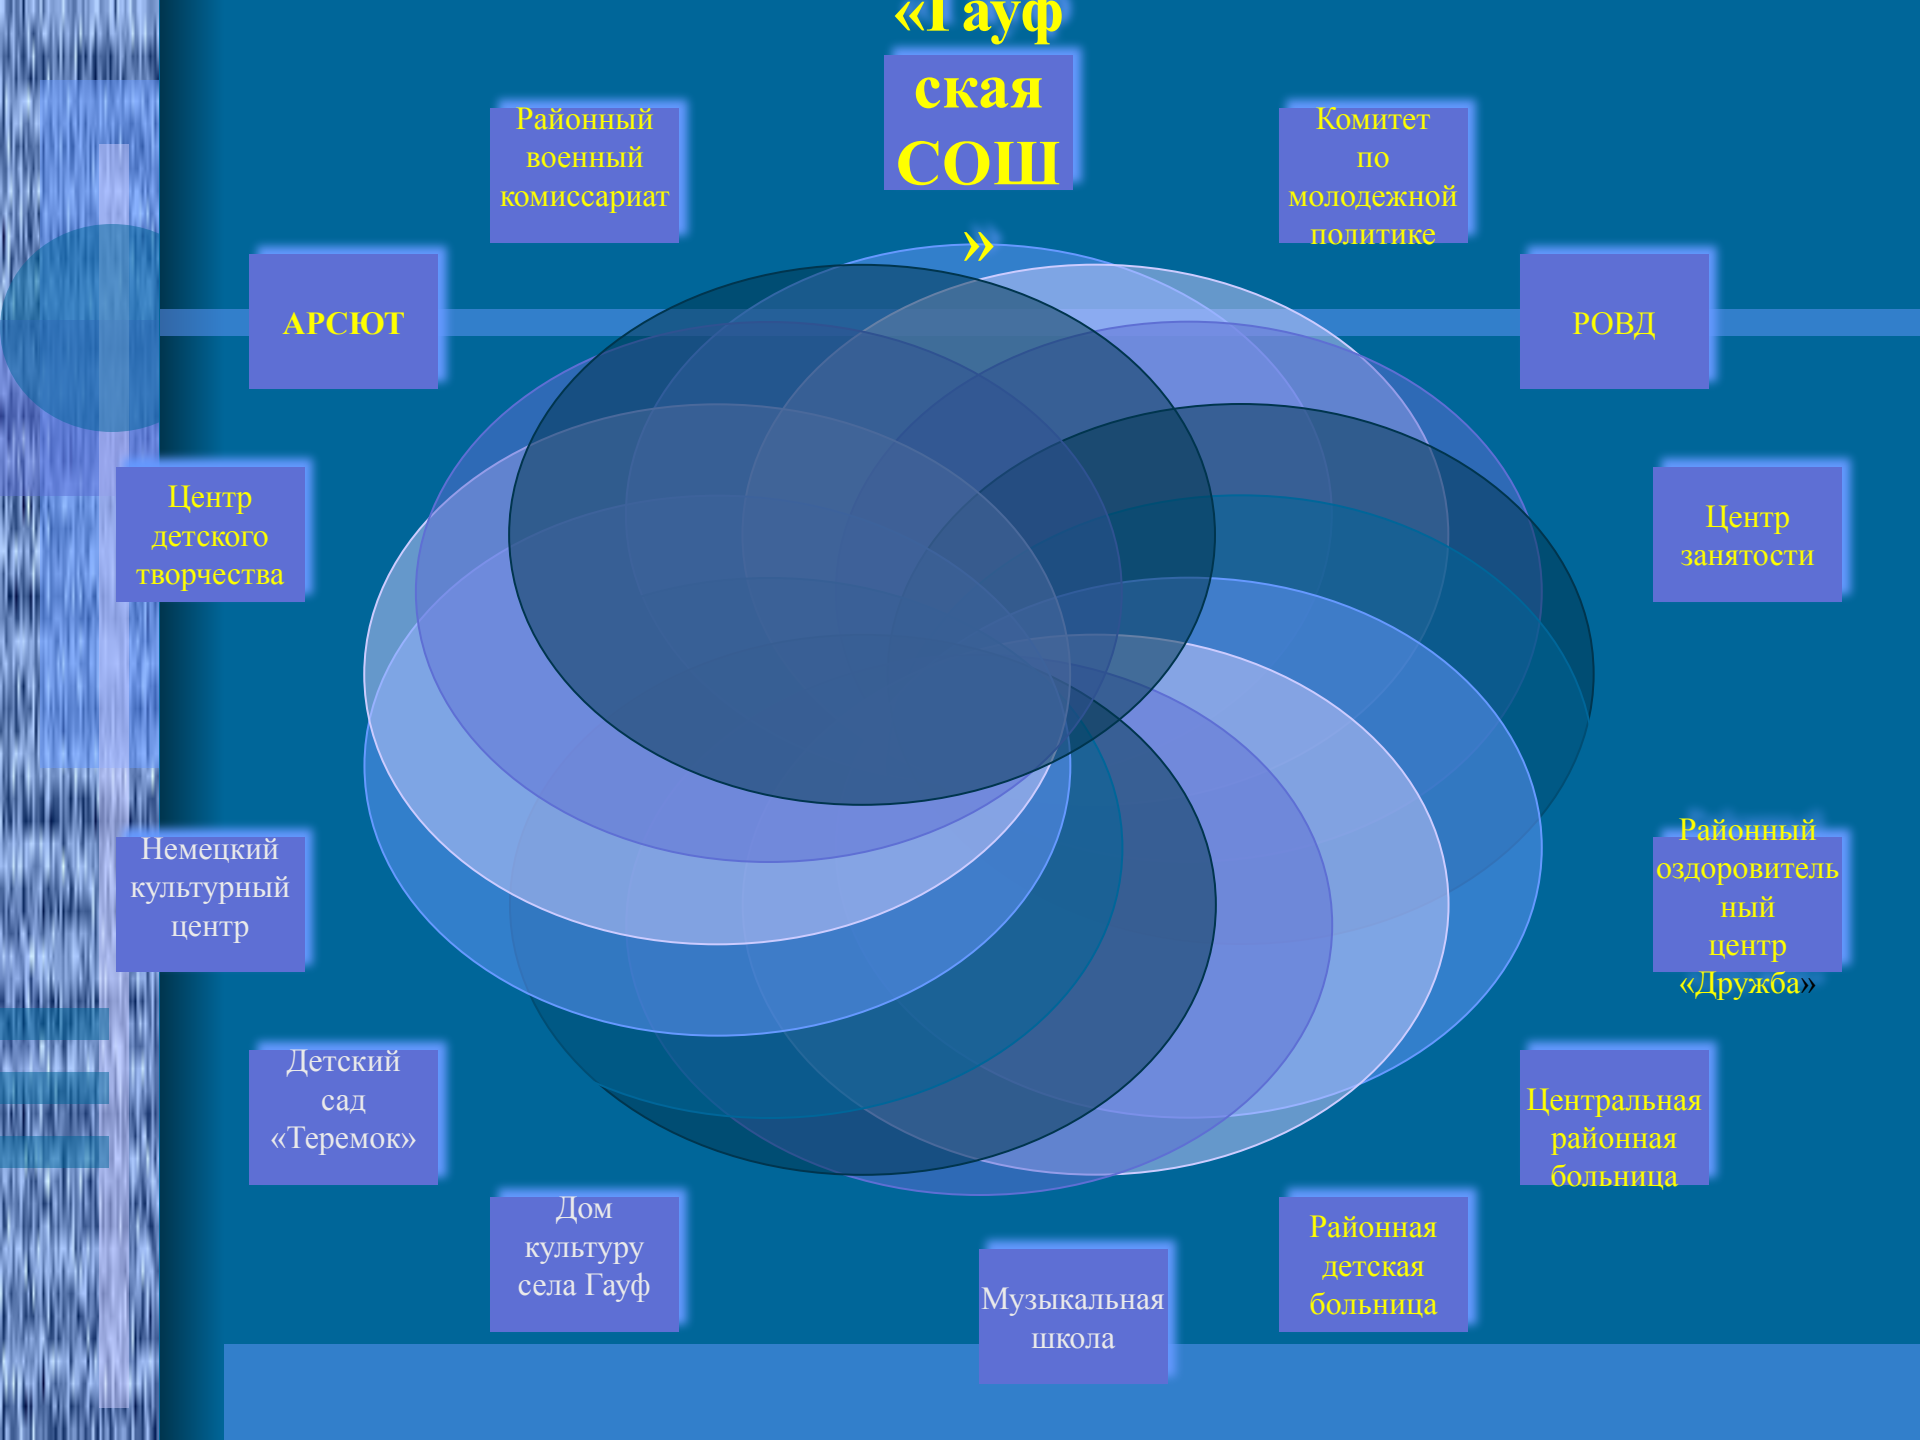 «Гауф
ская
СОШ
»
Комитет
по
молодежной
политике
РОВД
Центр
занятости
Районный
оздоровитель
ный
центр
«Дружба»
Центральная
районная
больница
Районная
детская
больница
Музыкальная
школа
Дом
культуру
села Гауф
Детский
сад
«Теремок»
Немецкий
культурный
центр
Центр
детского
творчества
АРСЮТ
Районный
военный
комиссариат